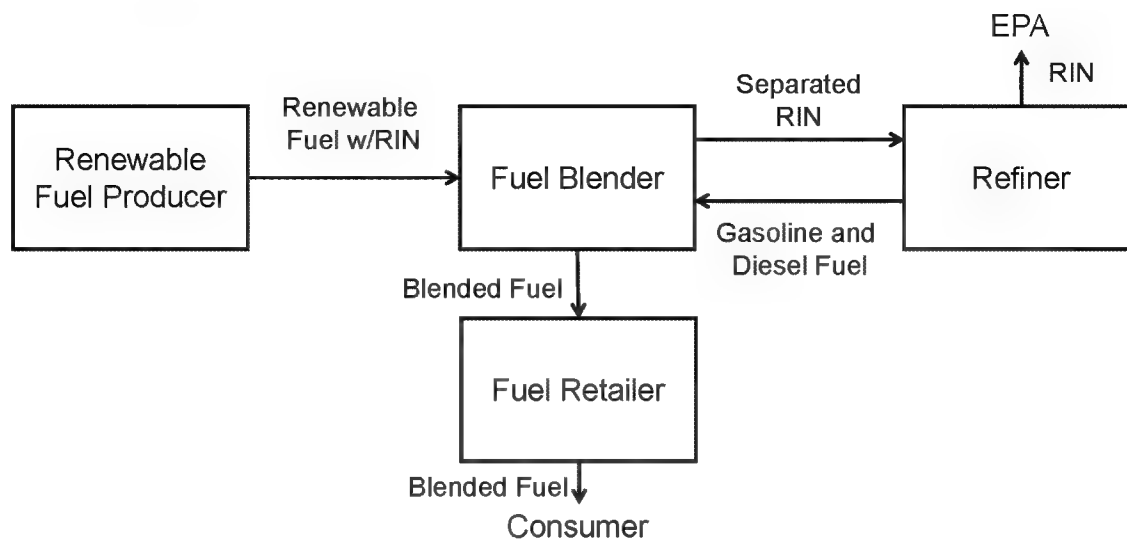 EPA
RIN
Renewable
Fuel w/RIN
Separated
RIN
Renewable
Fuel Producer
Fuel Blender
Refiner
Gasoline and
Diesel Fuel
Blended Fuel
Fuel Retailer
Blended Fuel
Consumer